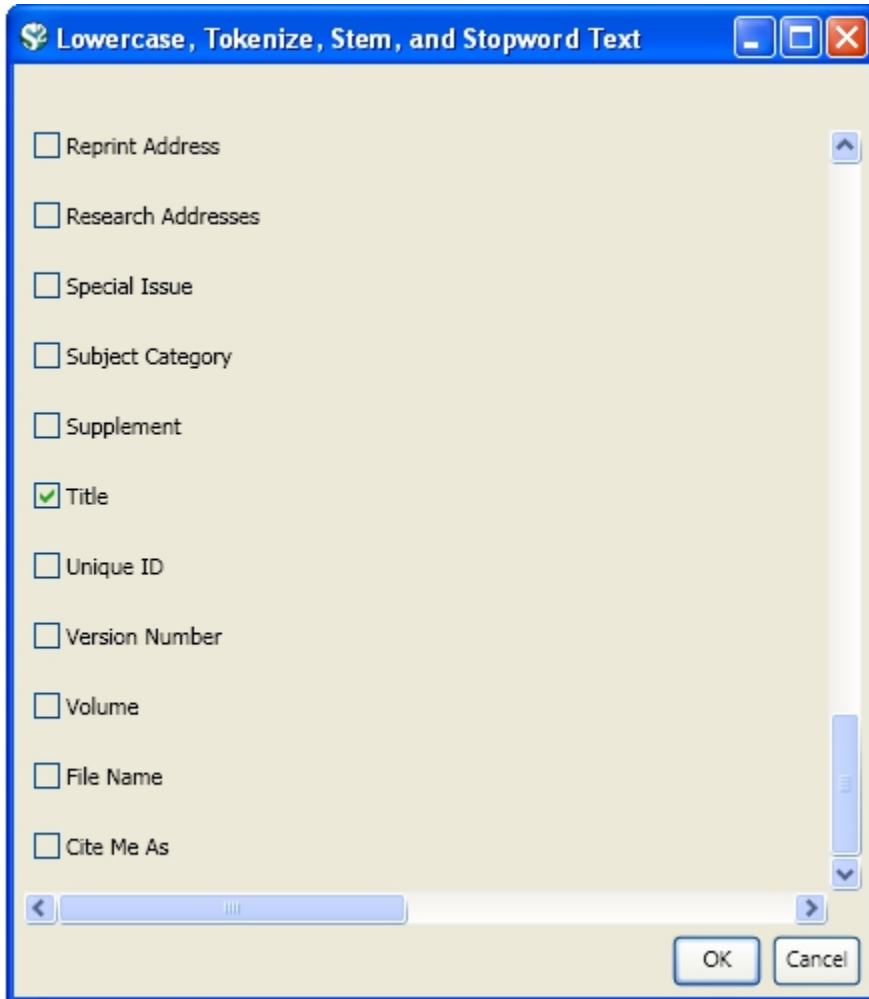 Lowercase, Tokenize, Stem, and Stopword Text
Reprint Address
Research Addresses
Special Issue
Subject Category
Supplement
Title
Unique ID
Version Number
Volume
File Name
Cite Me As
OK Cancel